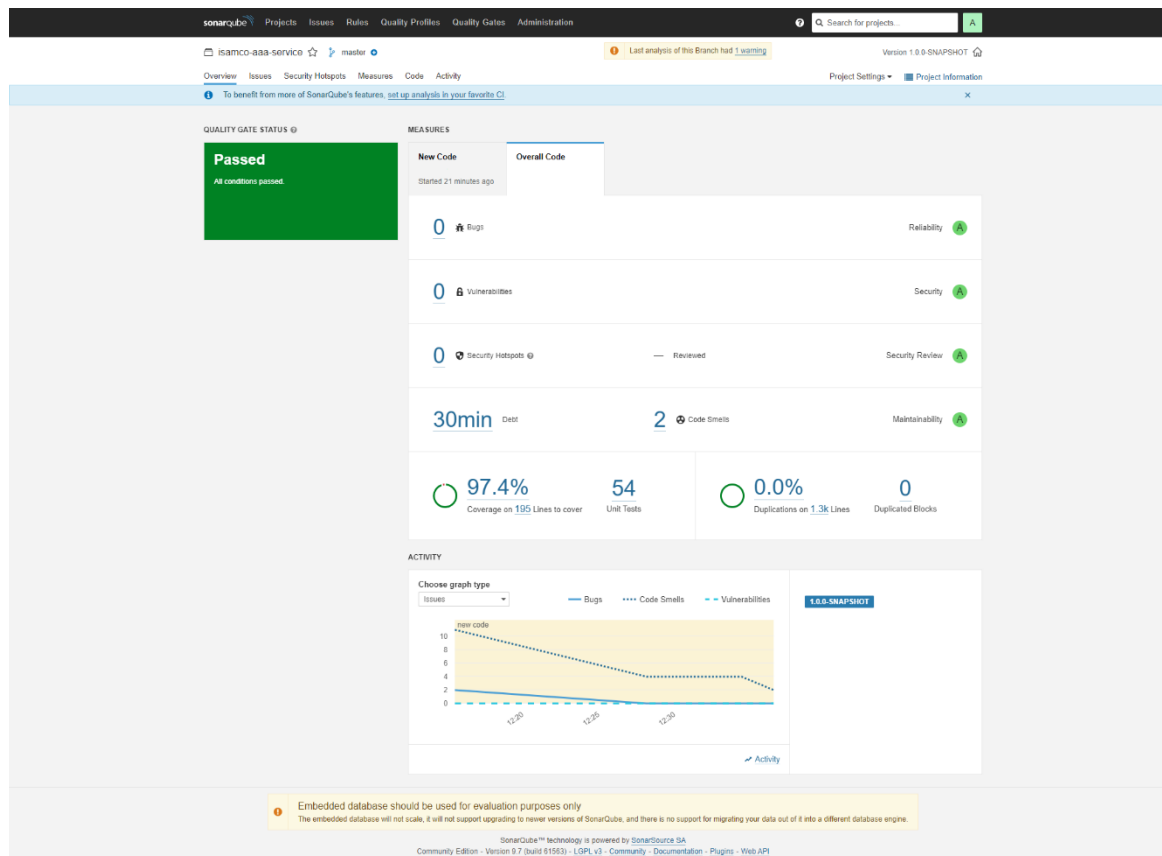 sonarqube Projects Issues Rules Quality Profiles Quality Gates Administration Search for projects... A
isamco-aaa-service master Last analysis of this Branch had 1 warning Version 1.0.0-SNAPSHOT
Overview Issues Security Hotspots Measures Code Activity Project Settings Project Information
To benefit from more of SonarQube's features, set up analysis in your favorite CI.
QUALITY GATE STATUS MEASURES
Passed
All conditions passed.
New Code Overall Code
Started 21 minutes ago
0 Bugs Reliability A
0 Vulnerabilities Security A
0 Security Hotspots — Reviewed Security Review A
30min Debt 2 Code Smells Maintainability A
97.4% 54 0.0% 0
Coverage on 195 Lines to cover Unit Tests Duplications on 1.3k Lines Duplicated Blocks
ACTIVITY
Choose graph type
Issues Bugs Code Smells Vulnerabilities 1.0.0-SNAPSHOT
new code
10
8
6
4
2
0
12:20 12:25 12:30
Activity
Embedded database should be used for evaluation purposes only
The embedded database will not scale, it will not support upgrading to newer versions of SonarQube, and there is no support for migrating your data out of it into a different database engine.
SonarQube™ technology is powered by SonarSource SA
Community Edition - Version 9.7 (build 61563) - LGPL v3 - Community - Documentation - Plugins - Web API